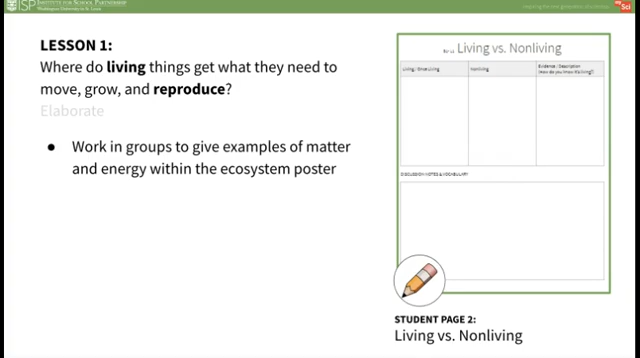 ISP INSTITUTE FOR SCHOOL PARTNERSHIP
Washington University in St. Louis
inspiring the next generation of scientists
Sci
LESSON 1:
Where do living things get what they need to
move, grow, and reproduce?
Elaborate
● Work in groups to give examples of matter
and energy within the ecosystem poster
Living vs. Nonliving
Living / Once Living
Nonliving
Evidence / Description
(How do you know it's living?)
DISCUSSION NOTES & VOCABULARY
STUDENT PAGE 2:
Living vs. Nonliving